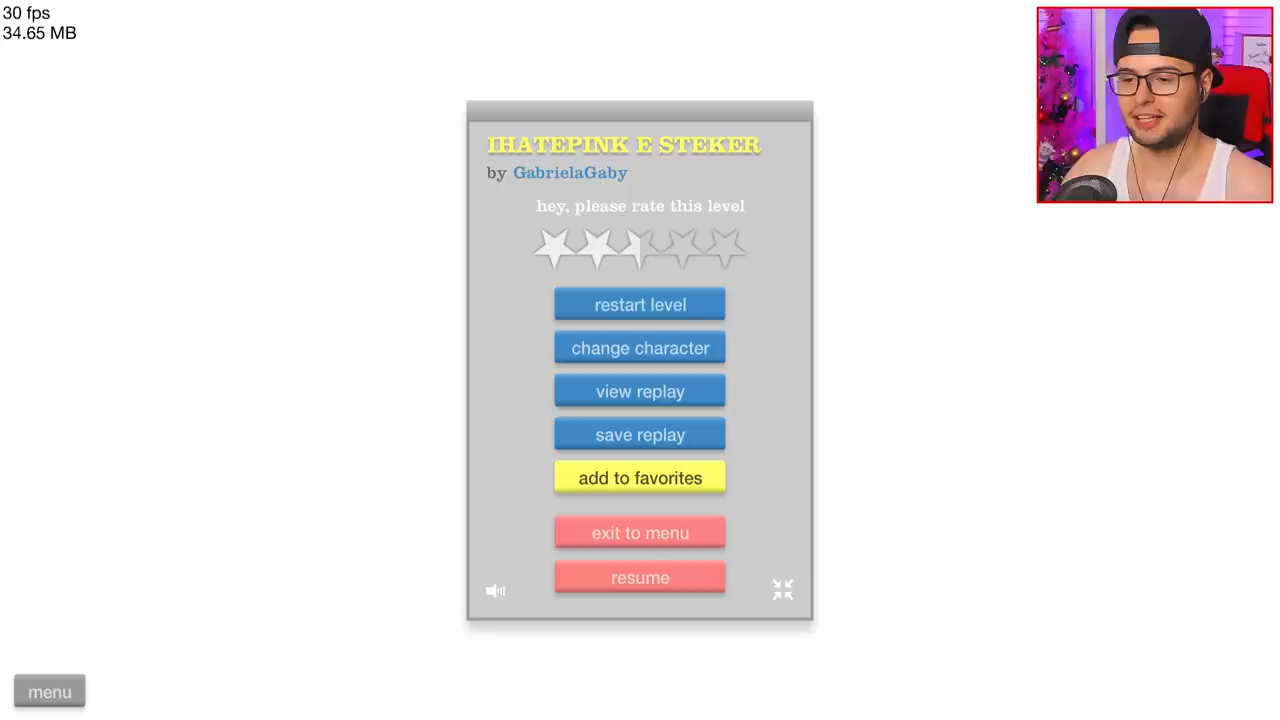 30 fps
34.65 MB
IHATEPINK E STEKER
by GabrielaGaby
hey, please rate this level
restart level
change character
view replay
save replay
add to favorites
exit to menu
resume
menu